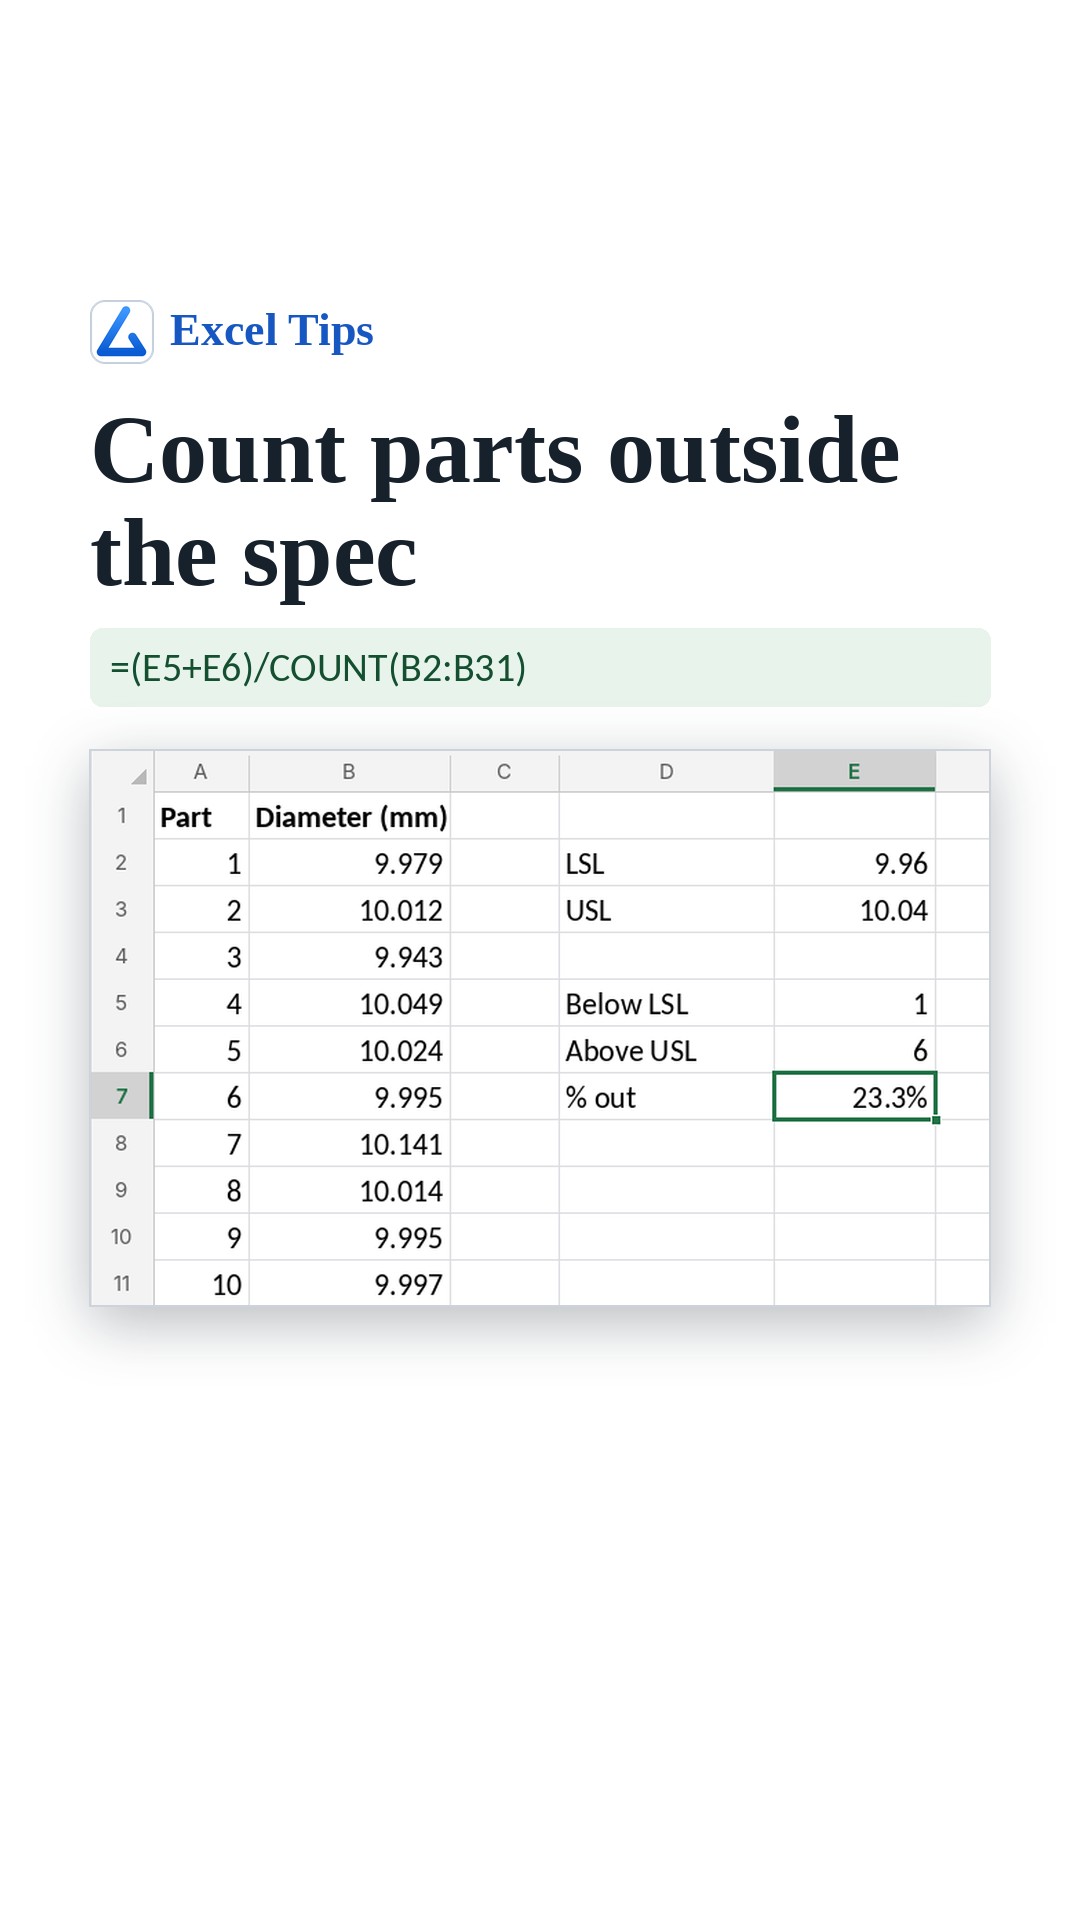 Excel Tips
Count parts outside
the spec
=(E5+E6)/COUNT(B2:B31)
A B C D E
1 Part Diameter (mm)
2 1 9.979 LSL 9.96
3 2 10.012 USL 10.04
4 3 9.943
5 4 10.049 Below LSL 1
6 5 10.024 Above USL 6
7 6 9.995 % out 23.3%
8 7 10.141
9 8 10.014
10 9 9.995
11 10 9.997